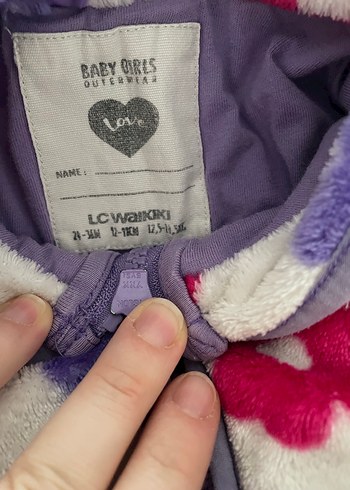 BABY GIRLS
OUTERWEAR
Love
NAME:
LC WAIKIKI
24-36M 12-18KM